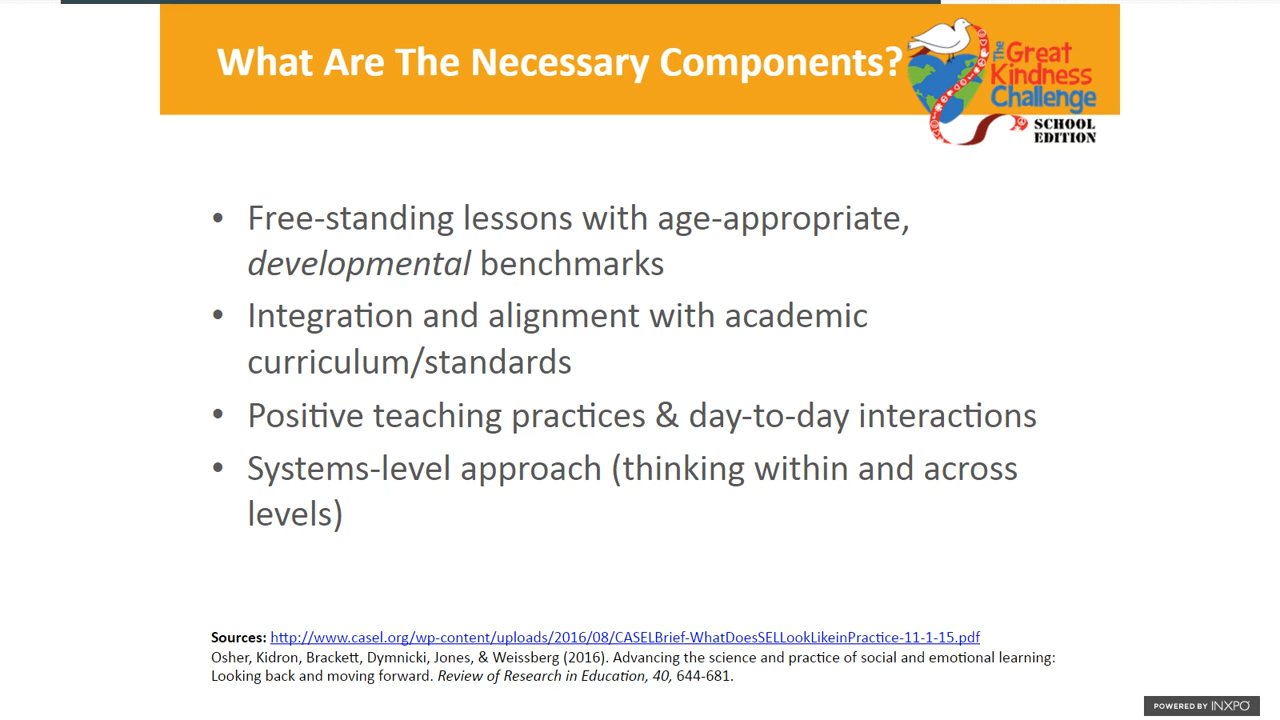 What Are The Necessary Components?
The Great
Kindness
Challenge
SCHOOL
EDITION
• Free-standing lessons with age-appropriate,
developmental benchmarks
• Integration and alignment with academic
curriculum/standards
• Positive teaching practices & day-to-day interactions
• Systems-level approach (thinking within and across
levels)
Sources: http://www.casel.org/wp-content/uploads/2016/08/CASELBrief-WhatDoesSELLookLikeinPractice-11-1-15.pdf
Osher, Kidron, Brackett, Dymnicki, Jones, & Weissberg (2016). Advancing the science and practice of social and emotional learning:
Looking back and moving forward. Review of Research in Education, 40, 644-681.
POWERED BY INXPO